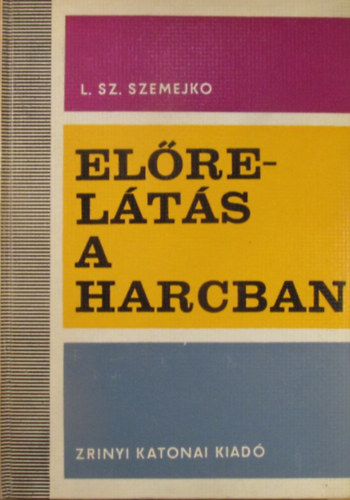 L. SZ. SZEMEJKO
ELŐRE-
LÁTÁS
A
HARCBAN
ZRINYI KATONAI KIADÓ